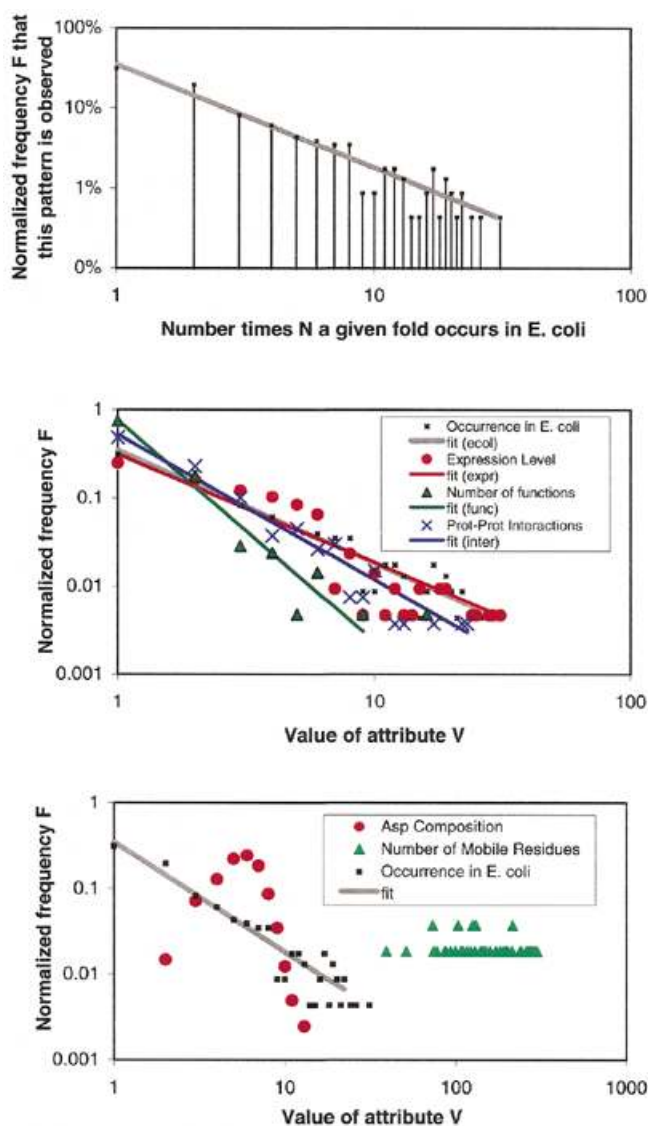 Normalized frequency F that
this pattern is observed
100%
10%
1%
0%
1
10
100
Number times N a given fold occurs in E. coli
Normalized frequency F
1
0.1
0.01
0.001
Occurrence in E. coli
fit (ecol)
Expression Level
fit (expr)
Number of functions
fit (func)
Prot-Prot Interactions
fit (inter)
1
10
100
Value of attribute V
Normalized frequency F
1
0.1
0.01
0.001
Asp Composition
Number of Mobile Residues
Occurrence in E. coli
fit
1
10
100
1000
Value of attribute V